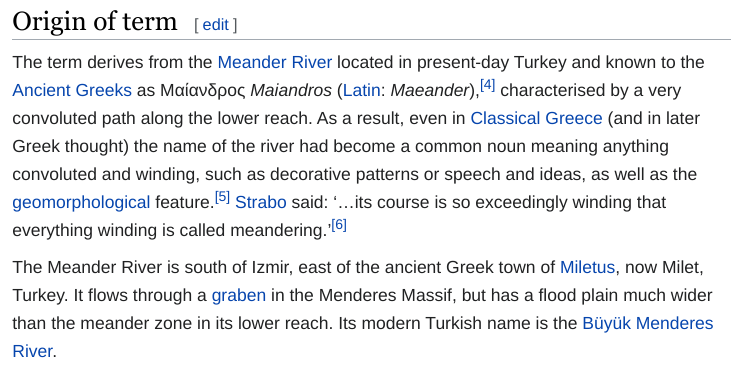 Origin of term [ edit ]
The term derives from the Meander River located in present-day Turkey and known to the
Ancient Greeks as Μαίανδρος Maiandros (Latin: Maeander),[4] characterised by a very
convoluted path along the lower reach. As a result, even in Classical Greece (and in later
Greek thought) the name of the river had become a common noun meaning anything
convoluted and winding, such as decorative patterns or speech and ideas, as well as the
geomorphological feature.[5] Strabo said: ‘…its course is so exceedingly winding that
everything winding is called meandering.’[6]
The Meander River is south of Izmir, east of the ancient Greek town of Miletus, now Milet,
Turkey. It flows through a graben in the Menderes Massif, but has a flood plain much wider
than the meander zone in its lower reach. Its modern Turkish name is the Büyük Menderes
River.